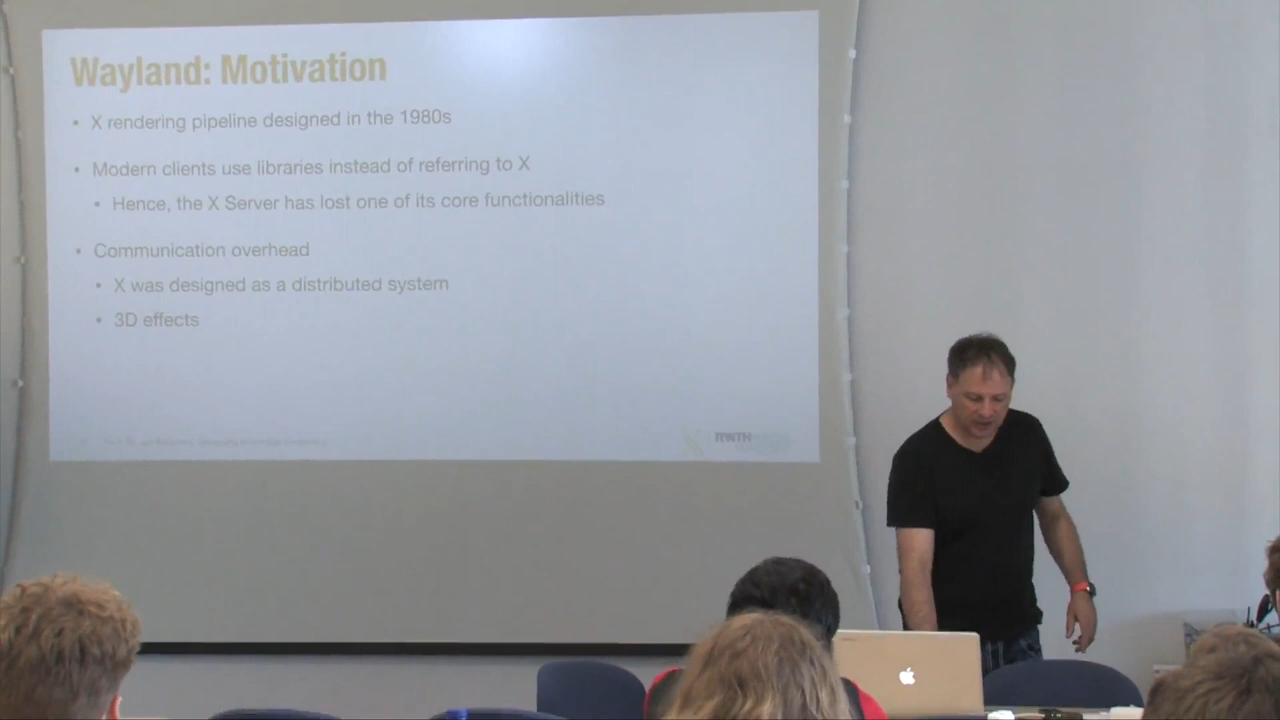 Wayland: Motivation
• X rendering pipeline designed in the 1980s
• Modern clients use libraries instead of referring to X
• Hence, the X Server has lost one of its core functionalities
• Communication overhead
• X was designed as a distributed system
• 3D effects
RWTH